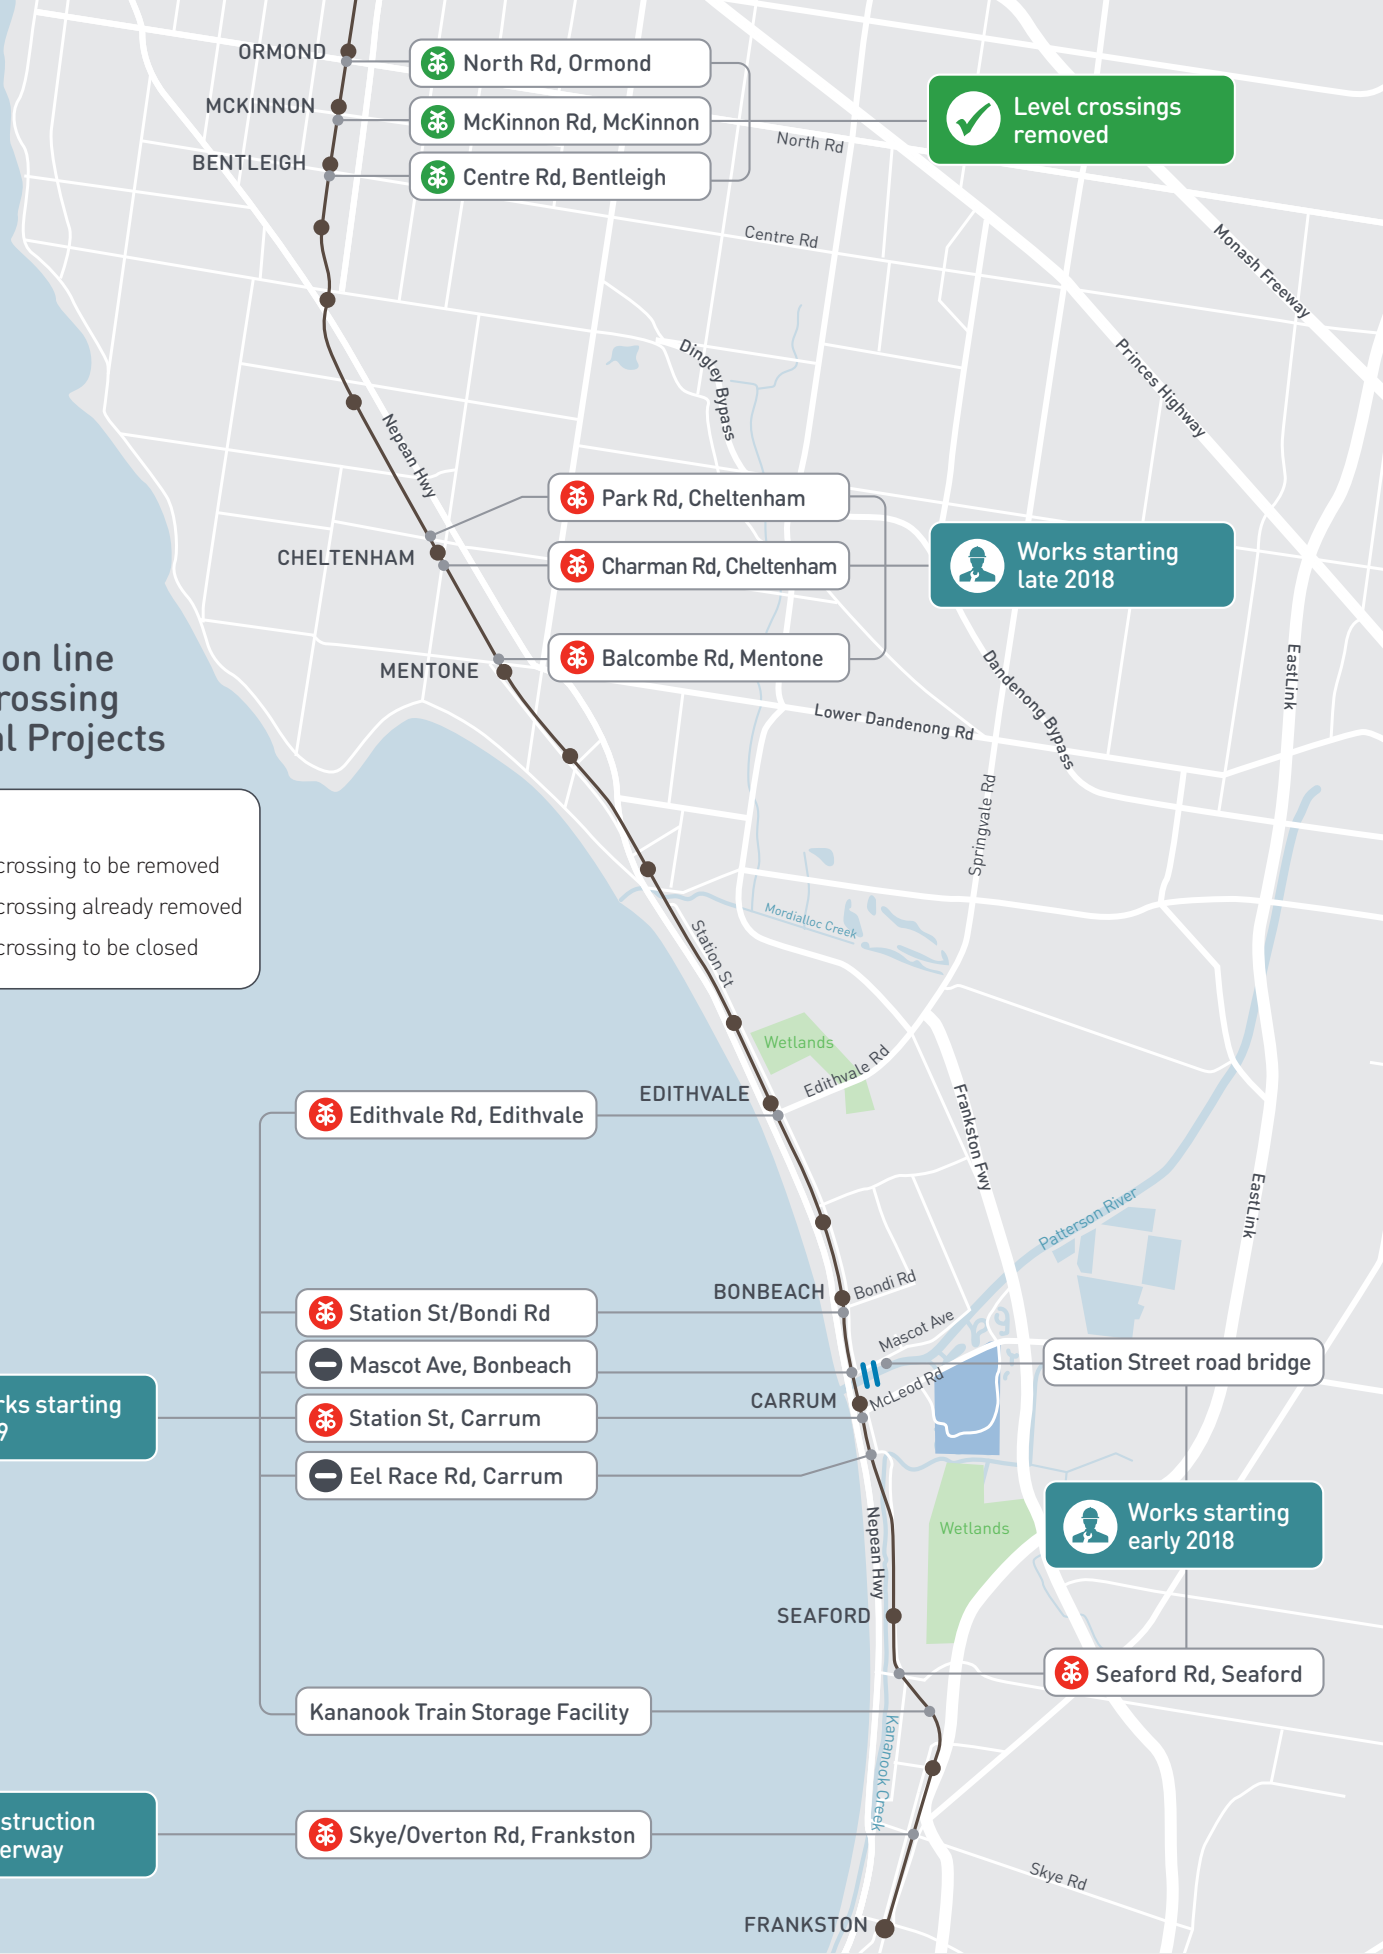 ORMOND
North Rd, Ormond
MCKINNON
McKinnon Rd, McKinnon
Level crossings
removed
North Rd
BENTLEIGH
Centre Rd, Bentleigh
Centre Rd
Monash Freeway
Princes Highway
Dingley Bypass
Nepean Hwy
Park Rd, Cheltenham
CHELTENHAM
Charman Rd, Cheltenham
Works starting
late 2018
MENTONE
Balcombe Rd, Mentone
EastLink
Dandenong Bypass
Lower Dandenong Rd
on line
rossing
al Projects
Springvale Rd
crossing to be removed
crossing already removed
crossing to be closed
Mordialloc Creek
Station St
Wetlands
Edithvale Rd
EDITHVALE
Edithvale Rd, Edithvale
Frankston Fwy
EastLink
Patterson River
BONBEACH
Bondi Rd
Station St/Bondi Rd
Mascot Ave
Mascot Ave, Bonbeach
Station Street road bridge
CARRUM
McLeod Rd
rks starting
9
Station St, Carrum
Eel Race Rd, Carrum
Nepean Hwy
Wetlands
Works starting
early 2018
SEAFORD
Seaford Rd, Seaford
Kananook Train Storage Facility
Kananook Creek
struction
erway
Skye/Overton Rd, Frankston
Skye Rd
FRANKSTON